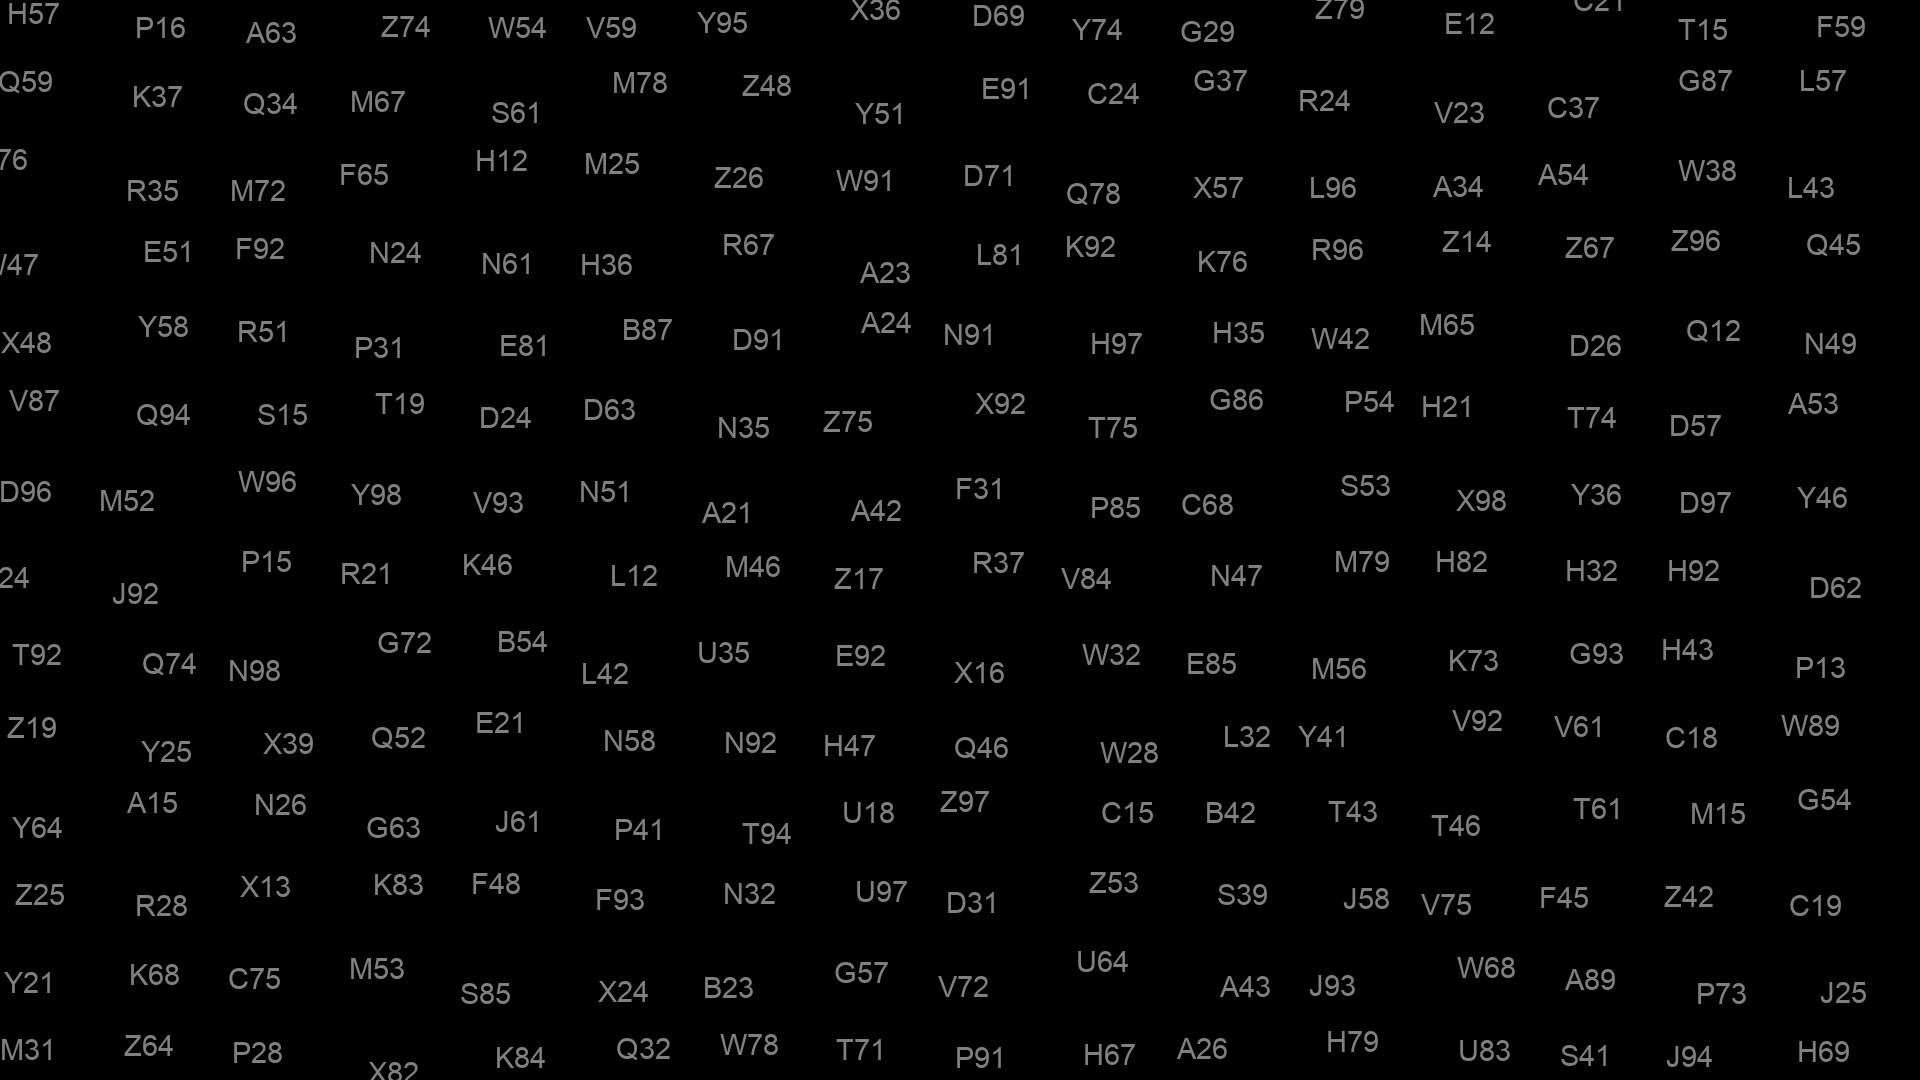 H57 P16 A63 Z74 W54 V59 Y95 X36 D69 Y74 G29 Z79 E12 C21 T15 F59
Q59 K37 Q34 M67 S61 M78 Z48 Y51 E91 C24 G37 R24 V23 C37 G87 L57
76 R35 M72 F65 H12 M25 Z26 W91 D71 Q78 X57 L96 A34 A54 W38 L43
47 E51 F92 N24 N61 H36 R67 A23 L81 K92 K76 R96 Z14 Z67 Z96 Q45
X48 Y58 R51 P31 E81 B87 D91 A24 N91 H97 H35 W42 M65 D26 Q12 N49
V87 Q94 S15 T19 D24 D63 N35 Z75 X92 T75 G86 P54 H21 T74 D57 A53
D96 M52 W96 Y98 V93 N51 A21 A42 F31 P85 C68 S53 X98 Y36 D97 Y46
24 J92 P15 R21 K46 L12 M46 Z17 R37 V84 N47 M79 H82 H32 H92 D62
T92 Q74 N98 G72 B54 L42 U35 E92 X16 W32 E85 M56 K73 G93 H43 P13
Z19 Y25 X39 Q52 E21 N58 N92 H47 Q46 W28 L32 Y41 V92 V61 C18 W89
Y64 A15 N26 G63 J61 P41 T94 U18 Z97 C15 B42 T43 T46 T61 M15 G54
Z25 R28 X13 K83 F48 F93 N32 U97 D31 Z53 S39 J58 V75 F45 Z42 C19
Y21 K68 C75 M53 S85 X24 B23 G57 V72 U64 A43 J93 W68 A89 P73 J25
M31 Z64 P28 X82 K84 Q32 W78 T71 P91 H67 A26 H79 U83 S41 J94 H69